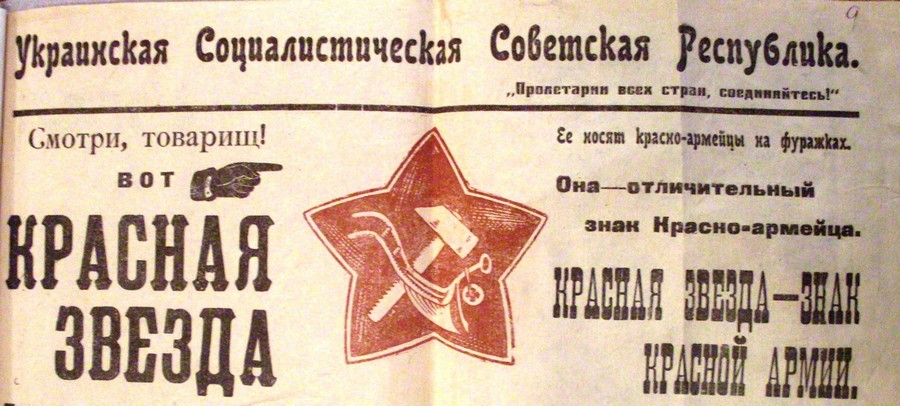 Украинская Социалистическая Советская Республика.
„Пролетарии всех стран, соединяйтесь!“
Смотри, товарищ!
ВОТ
КРАСНАЯ
ЗВЕЗДА
Ее носят красно-армейцы на фуражках.
Она—отличительный
знак Красно-армейца.
КРАСНАЯ ЗВЕЗДА—ЗНАК
КРАСНОЙ АРМИИ.
9